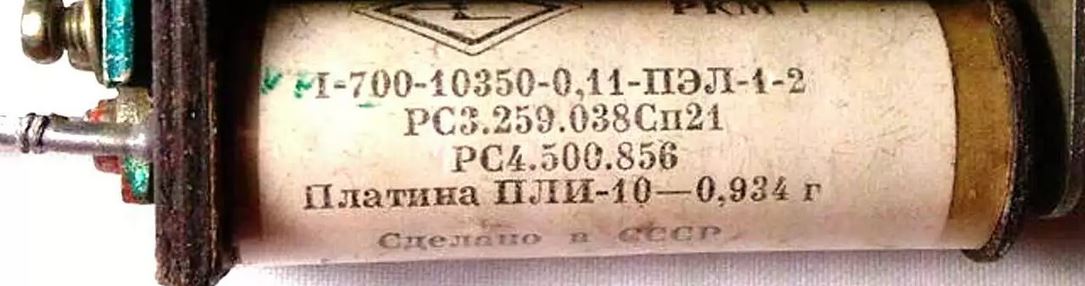 РКМ 1
I-700-10350-0,11-ПЭЛ-1-2
РС3.259.038Сп21
РС4.500.856
Платина ПЛИ-10—0,934 г
Сделано в СССР